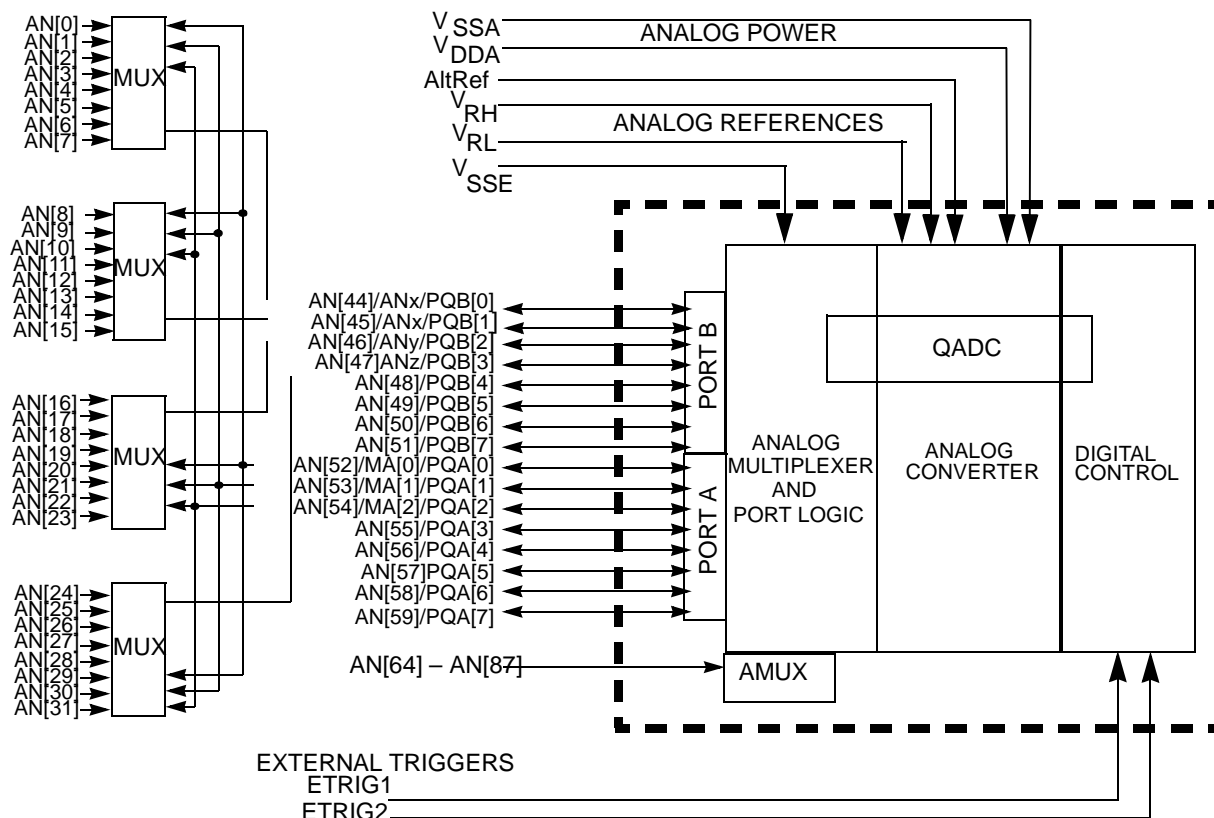 AN[0]
AN[1]
AN[2]
AN[3]
AN[4]
AN[5]
AN[6]
AN[7]
MUX
AN[8]
AN[9]
AN[10]
AN[11]
AN[12]
AN[13]
AN[14]
AN[15]
MUX
AN[16]
AN[17]
AN[18]
AN[19]
AN[20]
AN[21]
AN[22]
AN[23]
MUX
AN[24]
AN[25]
AN[26]
AN[27]
AN[28]
AN[29]
AN[30]
AN[31]
MUX
VSSA
VDDA
ANALOG POWER
AltRef
VRH
VRL
ANALOG REFERENCES
VSSE
AN[44]/ANx/PQB[0]
AN[45]/ANx/PQB[1]
AN[46]/ANy/PQB[2]
AN[47]ANz/PQB[3]
AN[48]/PQB[4]
AN[49]/PQB[5]
AN[50]/PQB[6]
AN[51]/PQB[7]
AN[52]/MA[0]/PQA[0]
AN[53]/MA[1]/PQA[1]
AN[54]/MA[2]/PQA[2]
AN[55]/PQA[3]
AN[56]/PQA[4]
AN[57]PQA[5]
AN[58]/PQA[6]
AN[59]/PQA[7]
AN[64] – AN[87]
PORT B
PORT A
QADC
ANALOG
MULTIPLEXER
AND
PORT LOGIC
ANALOG
CONVERTER
DIGITAL
CONTROL
AMUX
EXTERNAL TRIGGERS
ETRIG1
ETRIG2